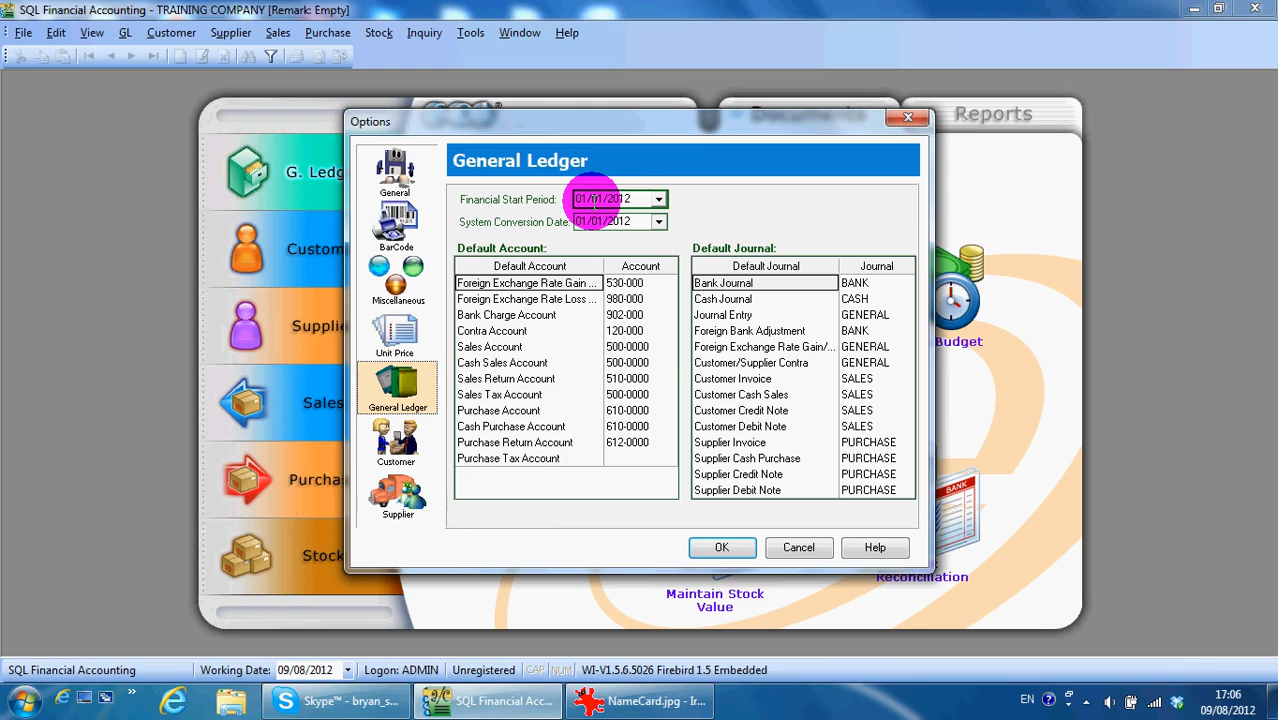 SQL Financial Accounting - TRAINING COMPANY [Remark: Empty]
File Edit View GL Customer Supplier Sales Purchase Stock Inquiry Tools Window Help
Reports
G. Ledg
Custom
Suppli
Sales
Purcha
Stock
Options
General
BarCode
Miscellaneous
Unit Price
General Ledger
Customer
Supplier
General Ledger
Financial Start Period: 01/01/2012
System Conversion Date: 01/01/2012
Default Account:
Default Account Account
Foreign Exchange Rate Gain ... 530-000
Foreign Exchange Rate Loss ... 980-000
Bank Charge Account 902-000
Contra Account 120-000
Sales Account 500-0000
Cash Sales Account 500-0000
Sales Return Account 510-0000
Sales Tax Account 500-0000
Purchase Account 610-0000
Cash Purchase Account 610-0000
Purchase Return Account 612-0000
Purchase Tax Account
Default Journal:
Default Journal Journal
Bank Journal BANK
Cash Journal CASH
Journal Entry GENERAL
Foreign Bank Adjustment BANK
Foreign Exchange Rate Gain/... GENERAL
Customer/Supplier Contra GENERAL
Customer Invoice SALES
Customer Cash Sales SALES
Customer Credit Note SALES
Customer Debit Note SALES
Supplier Invoice PURCHASE
Supplier Cash Purchase PURCHASE
Supplier Credit Note PURCHASE
Supplier Debit Note PURCHASE
OK Cancel Help
Budget
BANK
Reconciliation
Maintain Stock
Value
SQL Financial Accounting Working Date: 09/08/2012 Logon: ADMIN Unregistered CAP NUM WI-V1.5.6.5026 Firebird 1.5 Embedded
Skype™ - bryan_s... SQL Financial Acc... NameCard.jpg - Ir... EN 17:06
09/08/2012